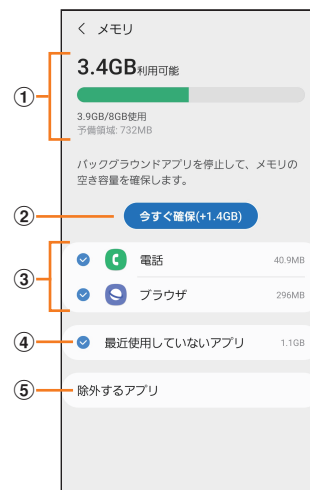 < メモリ
3.4GB利用可能
①
3.9GB/8GB使用
予備領域: 732MB
バックグラウンドアプリを停止して、メモリの
空き容量を確保します。
② 今すぐ確保(+1.4GB)
電話 40.9MB
③
ブラウザ 296MB
④ 最近使用していないアプリ 1.1GB
⑤ 除外するアプリ